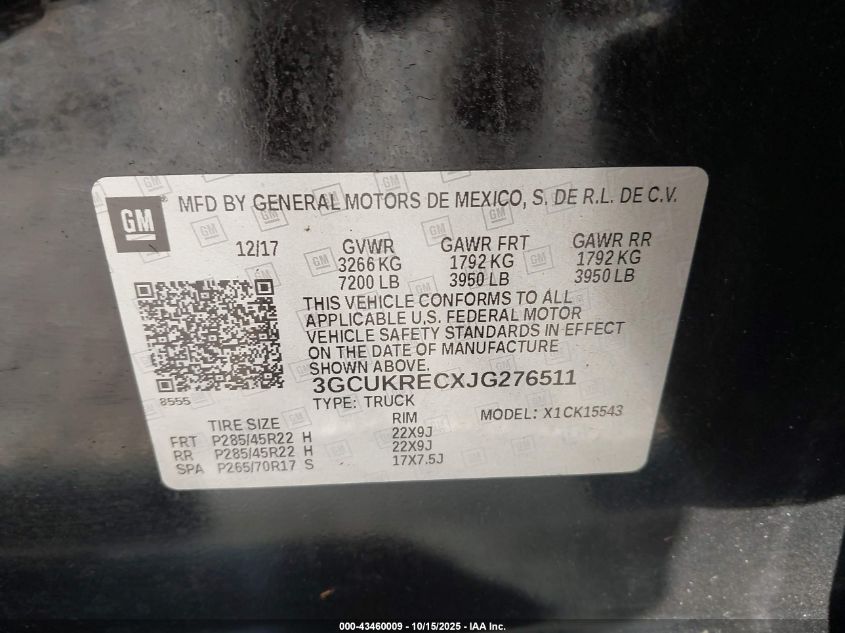 GM
MFD BY GENERAL MOTORS DE MEXICO, S. DE R.L. DE C.V.
12/17 GVWR GAWR FRT GAWR RR
3266 KG 1792 KG 1792 KG
7200 LB 3950 LB 3950 LB
THIS VEHICLE CONFORMS TO ALL
APPLICABLE U.S. FEDERAL MOTOR
VEHICLE SAFETY STANDARDS IN EFFECT
ON THE DATE OF MANUFACTURE
SHOWN ABOVE.
3GCUKRECXJG276511
8555
TYPE: TRUCK MODEL: X1CK15543
TIRE SIZE RIM
FRT P285/45R22 H 22X9J
RR P285/45R22 H 22X9J
SPA P265/70R17 S 17X7.5J
000-43460009 - 10/15/2025 - IAA Inc.